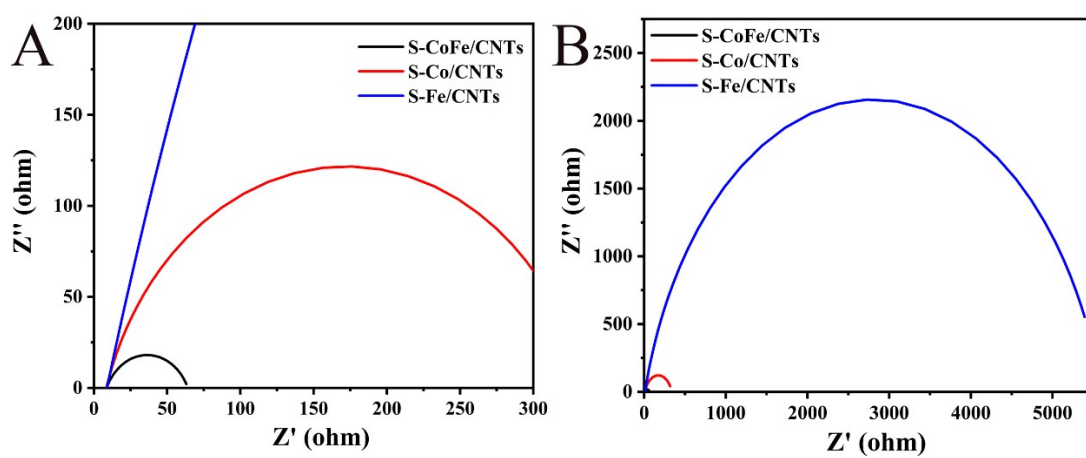 A
200
150
100
50
0
Z'' (ohm)
S-CoFe/CNTs
S-Co/CNTs
S-Fe/CNTs
0 50 100 150 200 250 300
Z' (ohm)
B
2500
2000
1500
1000
500
0
Z'' (ohm)
S-CoFe/CNTs
S-Co/CNTs
S-Fe/CNTs
0 1000 2000 3000 4000 5000
Z' (ohm)